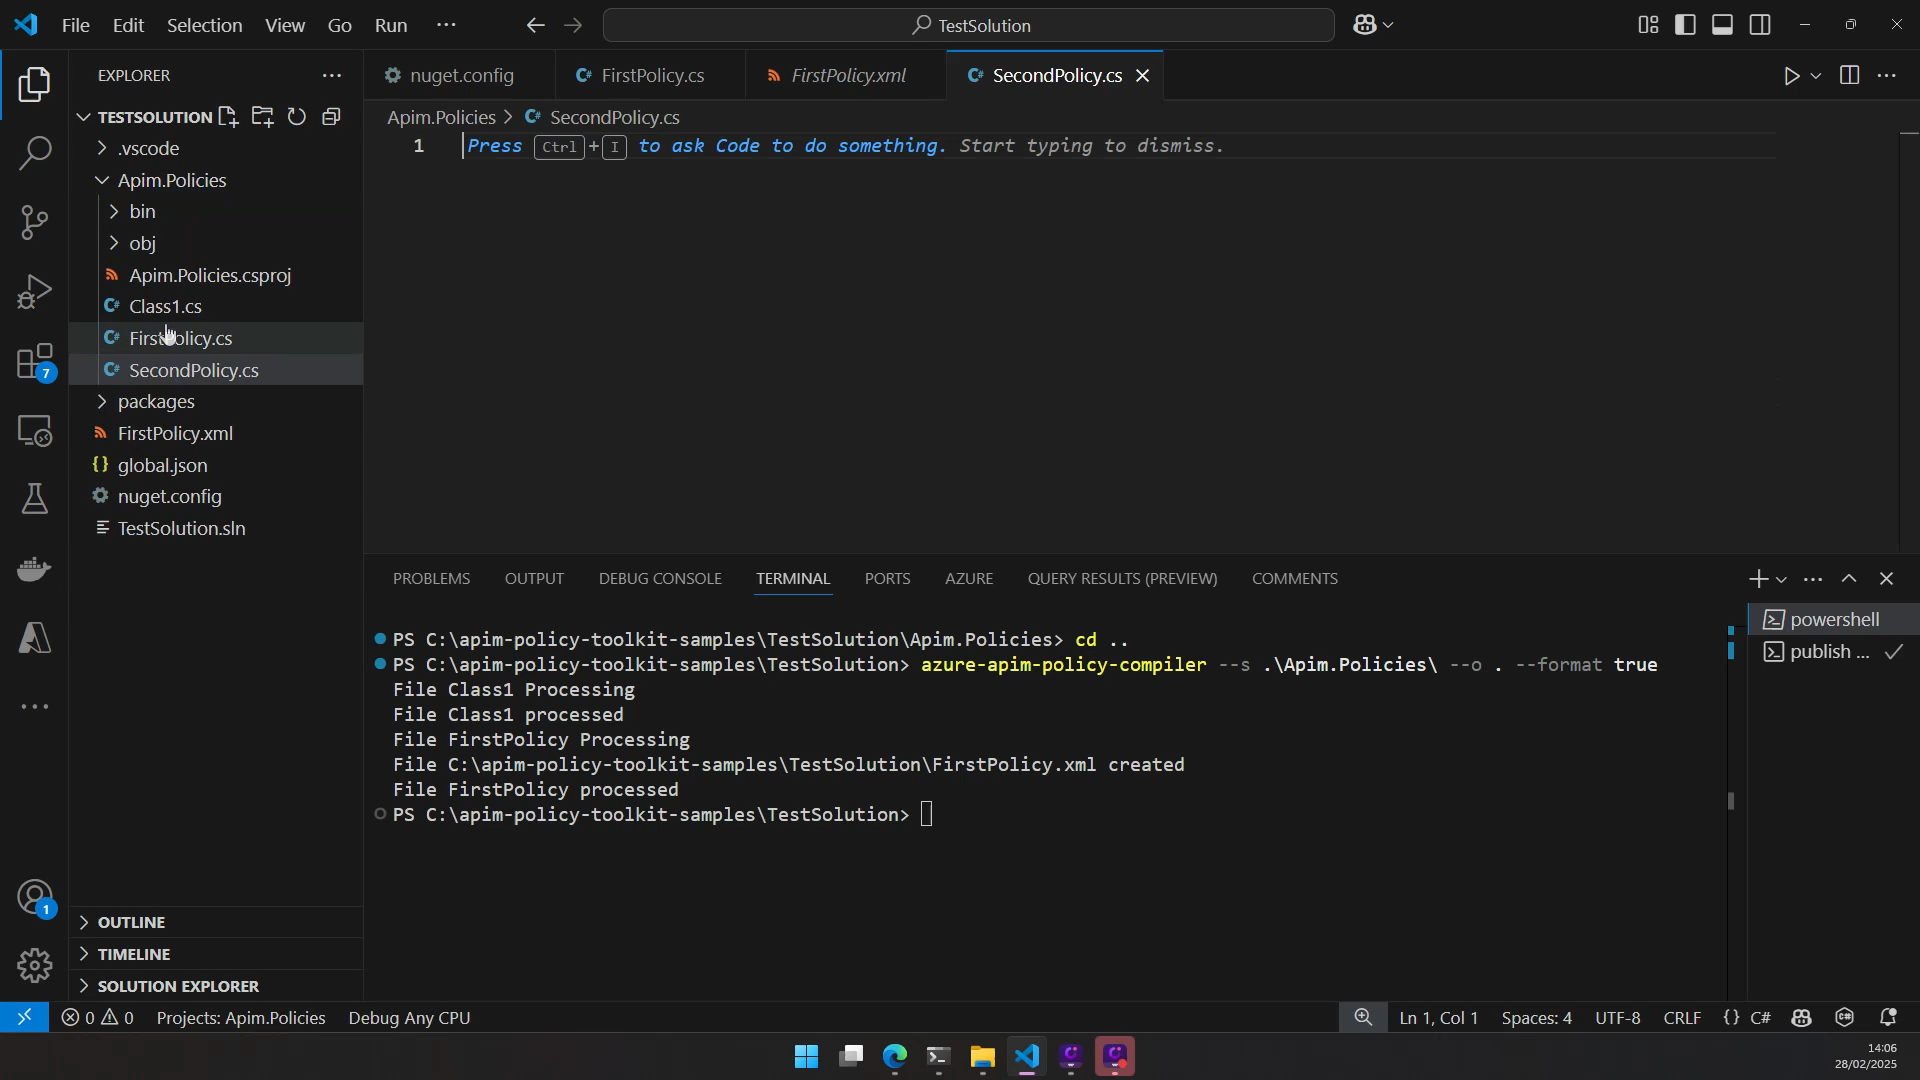 File Edit Selection View Go Run ···
TestSolution
EXPLORER
nuget.config
FirstPolicy.cs
FirstPolicy.xml
SecondPolicy.cs
TESTSOLUTION
Apim.Policies > SecondPolicy.cs
1 Press Ctrl+I to ask Code to do something. Start typing to dismiss.
.vscode
Apim.Policies
bin
obj
Apim.Policies.csproj
Class1.cs
FirstPolicy.cs
SecondPolicy.cs
packages
FirstPolicy.xml
global.json
nuget.config
TestSolution.sln
7
PROBLEMS OUTPUT DEBUG CONSOLE TERMINAL PORTS AZURE QUERY RESULTS (PREVIEW) COMMENTS
PS C:\apim-policy-toolkit-samples\TestSolution\Apim.Policies> cd ..
PS C:\apim-policy-toolkit-samples\TestSolution> azure-apim-policy-compiler --s .\Apim.Policies\ --o . --format true
File Class1 Processing
File Class1 processed
File FirstPolicy Processing
File C:\apim-policy-toolkit-samples\TestSolution\FirstPolicy.xml created
File FirstPolicy processed
PS C:\apim-policy-toolkit-samples\TestSolution>
powershell
publish ...
1
OUTLINE
TIMELINE
SOLUTION EXPLORER
0 0 Projects: Apim.Policies Debug Any CPU
Ln 1, Col 1 Spaces: 4 UTF-8 CRLF {} C#
14:06
28/02/2025